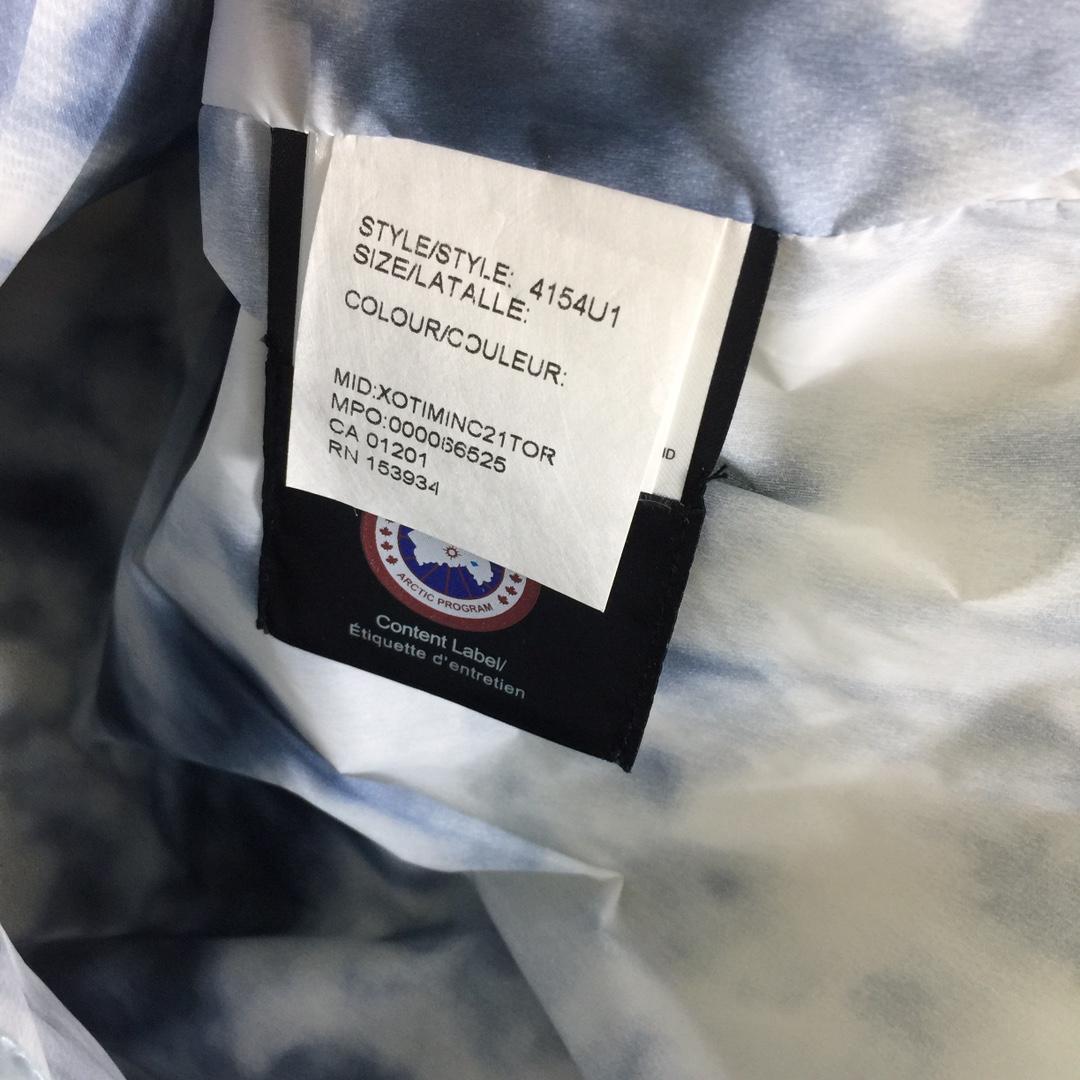 STYLE/STYLE: 4154U1
SIZE/LATALLE:
COLOUR/COULEUR:
MID:XOTIMINC21TOR
MPO:000066525
CA 01201
RN 153934
ID
ARCTIC PROGRAM
Content Label/
Étiquette d'entretien